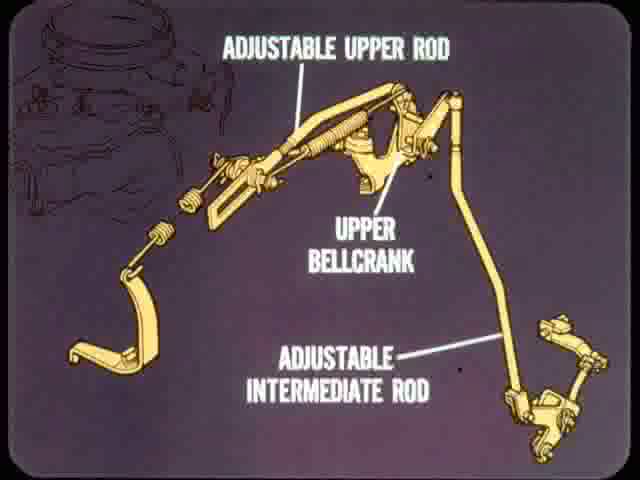 ADJUSTABLE UPPER ROD
UPPER
BELLCRANK
ADJUSTABLE
INTERMEDIATE ROD